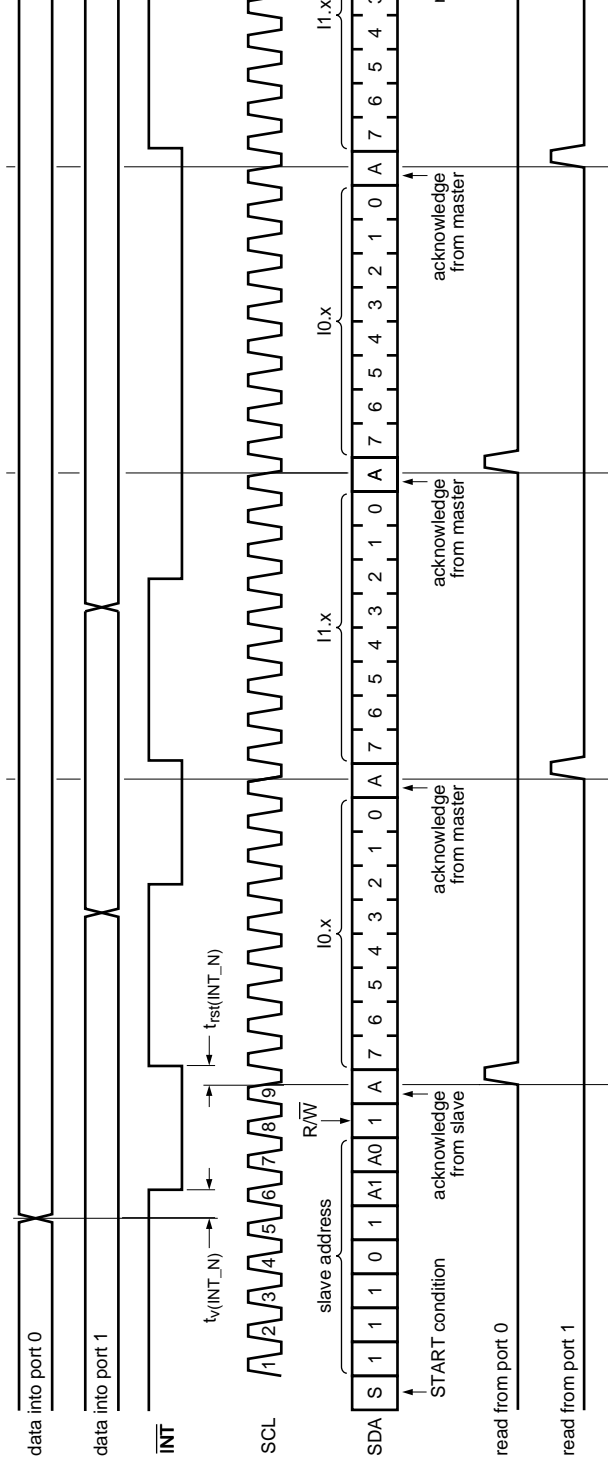 data into port 0
data into port 1
INT
tv(INT_N) trst(INT_N)
SCL 1 2 3 4 5 6 7 8 9
slave address R/W I0.x I1.x I0.x I1.x
SDA S 1 1 1 0 1 A1 A0 1 A 7 6 5 4 3 2 1 0 A 7 6 5 4 3 2 1 0 A 7 6 5 4 3 2 1 0 A 7 6 5 4 3
START condition
acknowledge
from slave
acknowledge
from master
acknowledge
from master
acknowledge
from master
read from port 0
read from port 1